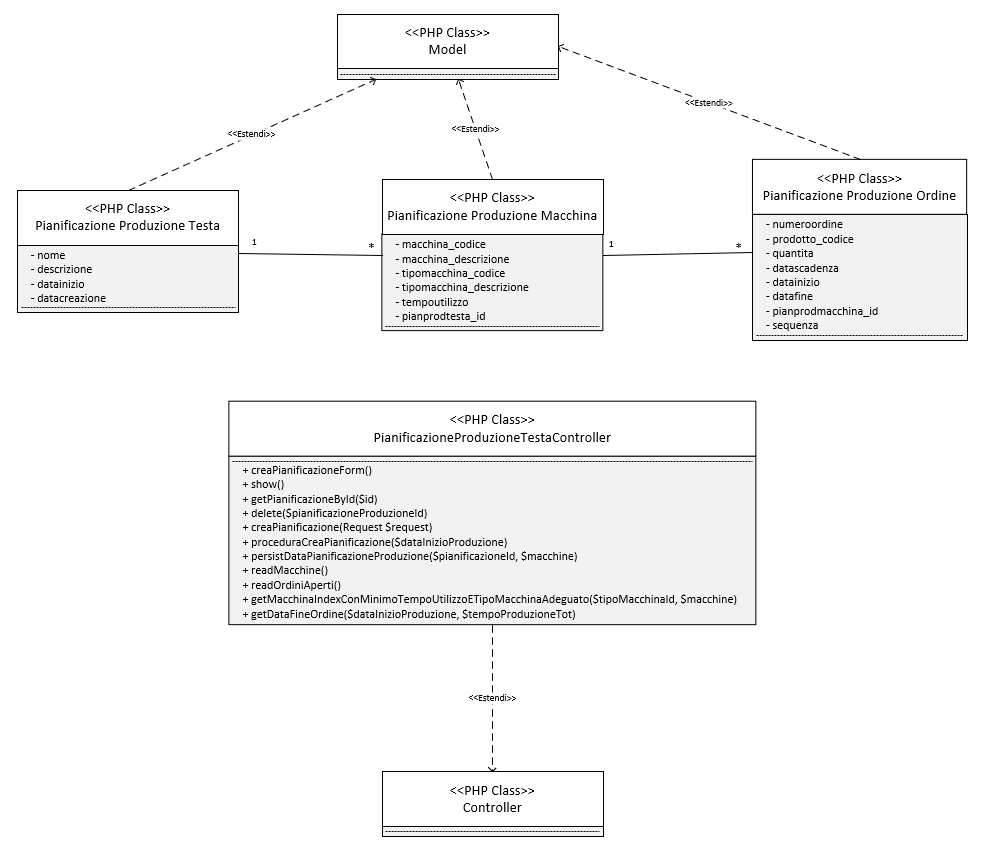 <<PHP Class>>
Model
<<Estendi>>
<<Estendi>>
<<Estendi>>
<<PHP Class>>
Pianificazione Produzione Testa
- nome
- descrizione
- datainizio
- datacreazione
1
*
<<PHP Class>>
Pianificazione Produzione Macchina
- macchina_codice
- macchina_descrizione
- tipomacchina_codice
- tipomacchina_descrizione
- tempoutilizzo
- pianprodtesta_id
1
*
<<PHP Class>>
Pianificazione Produzione Ordine
- numeroordine
- prodotto_codice
- quantita
- datascadenza
- datainizio
- datafine
- pianprodmacchina_id
- sequenza
<<PHP Class>>
PianificazioneProduzioneTestaController
+ creaPianificazioneForm()
+ show()
+ getPianificazioneById($id)
+ delete($pianificazioneProduzioneId)
+ creaPianificazione(Request $request)
+ proceduraCreaPianificazione($dataInizioProduzione)
+ persistDataPianificazioneProduzione($pianificazioneId, $macchine)
+ readMacchine()
+ readOrdiniAperti()
+ getMacchinaIndexConMinimoTempoUtilizzoETipoMacchinaAdeguato($tipoMacchinaId, $macchine)
+ getDataFineOrdine($dataInizioProduzione, $tempoProduzioneTot)
<<Estendi>>
<<PHP Class>>
Controller